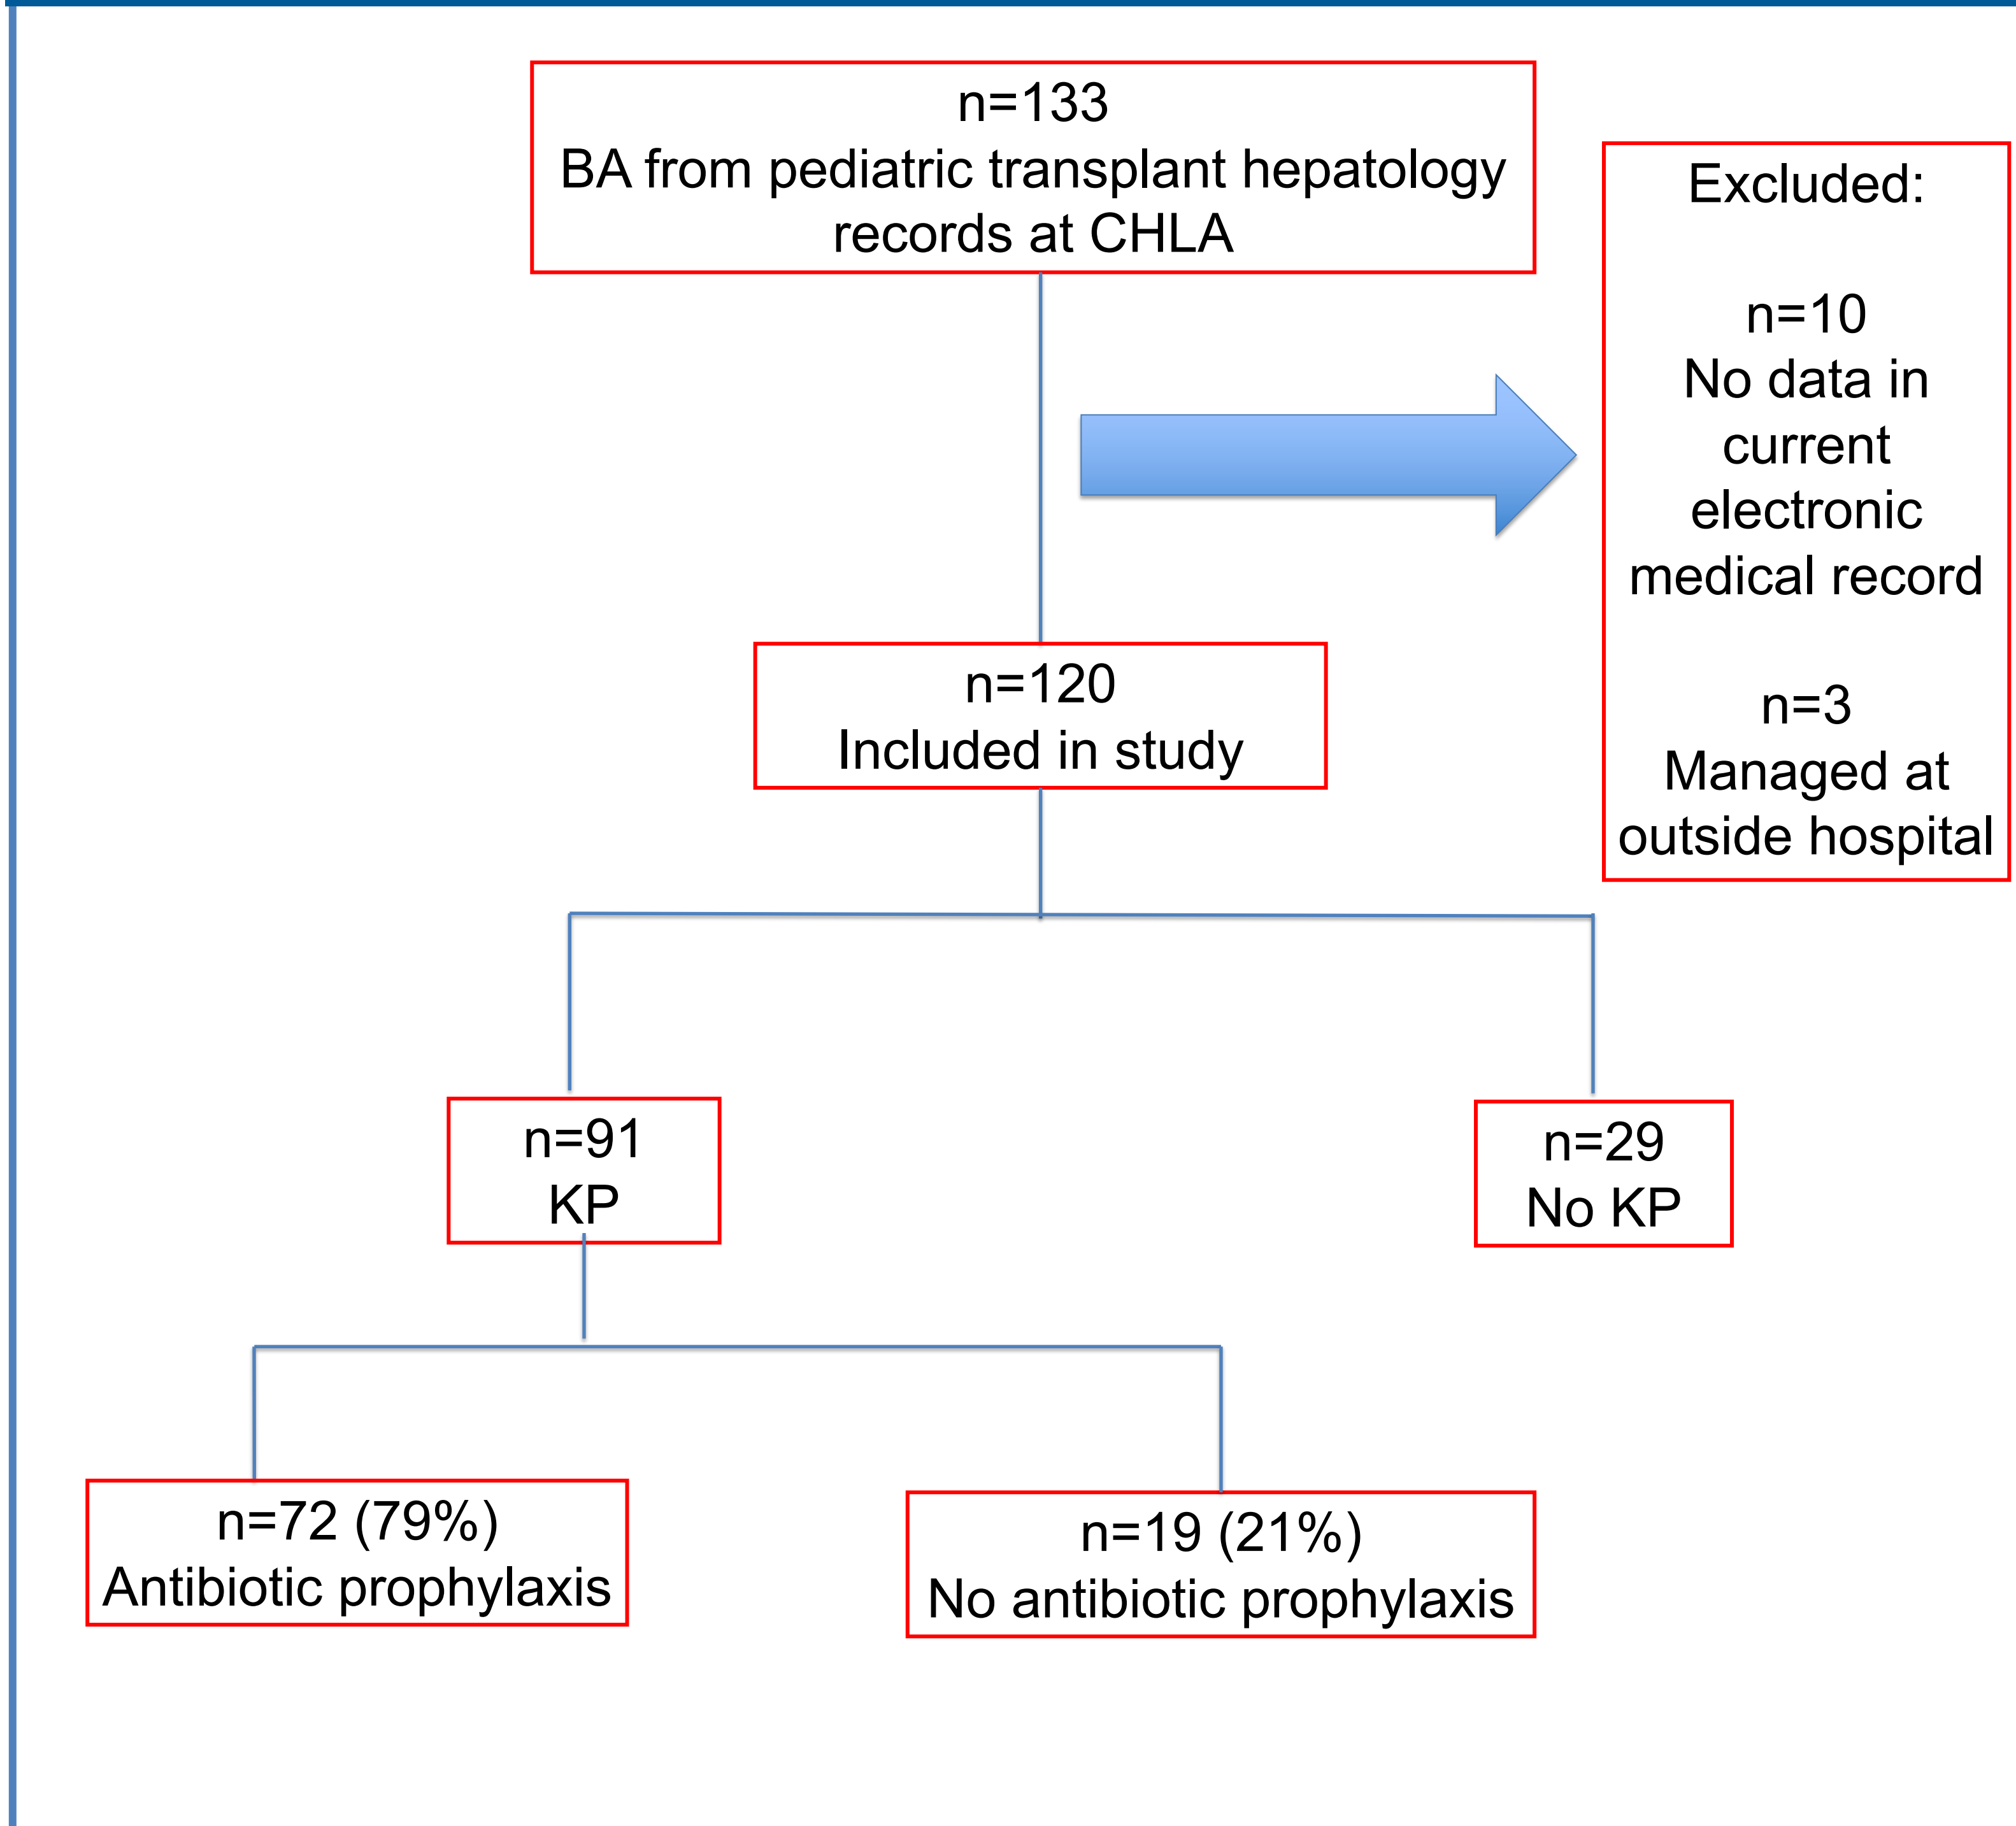 n=133
BA from pediatric transplant hepatology
records at CHLA
Excluded:
n=10
No data in
current
electronic
medical record
n=3
Managed at
outside hospital
n=120
Included in study
n=91
KP
n=29
No KP
n=72 (79%)
Antibiotic prophylaxis
n=19 (21%)
No antibiotic prophylaxis